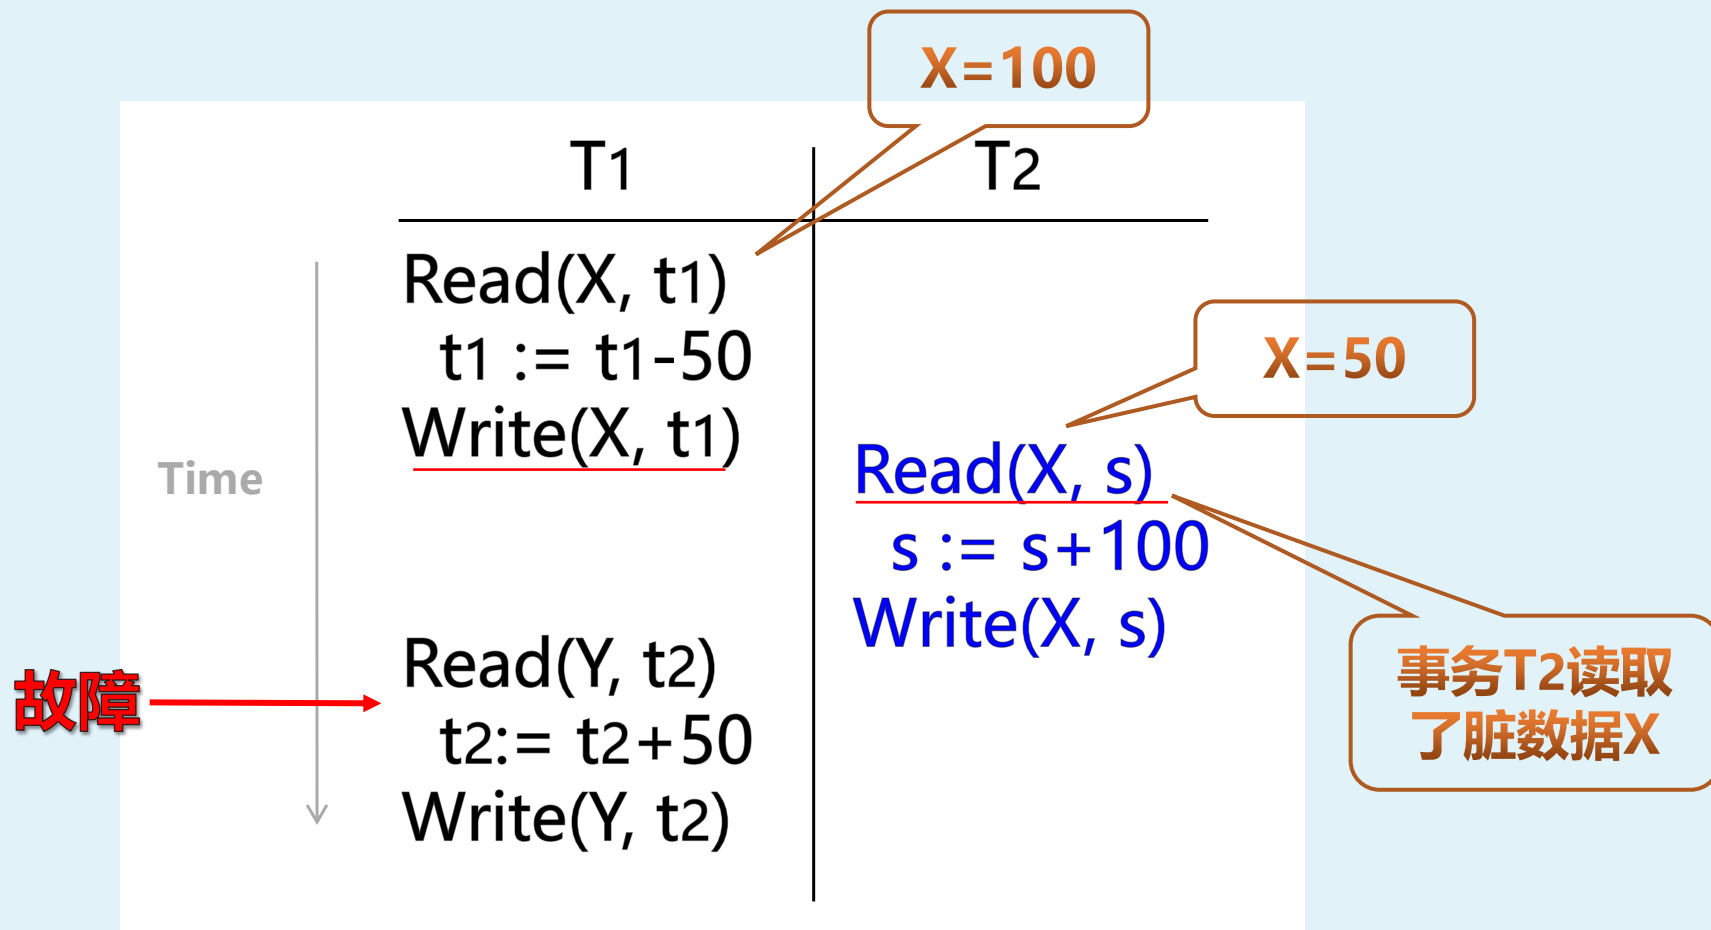 X=100
T1
T2
Read(X, t1)
t1 := t1-50
X=50
Write(X, t1)
Read(X, s)
Time
s := s+100
Write(X, s)
Read(Y, t2)
故障
事务T2读取
了脏数据X
t2:= t2+50
Write(Y, t2)